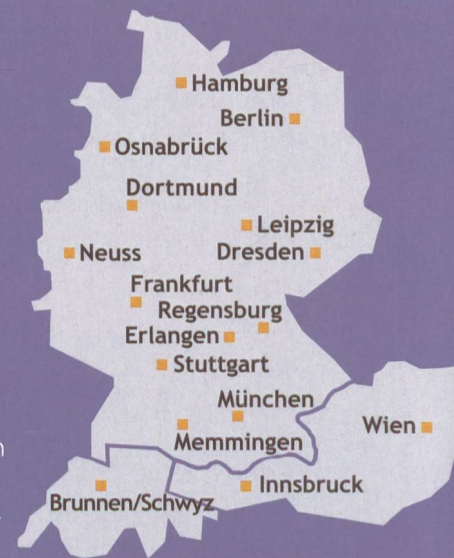 Hamburg
Berlin
Osnabrück
Dortmund
Leipzig
Neuss
Dresden
Frankfurt
Regensburg
Erlangen
Stuttgart
München
Wien
Memmingen
Innsbruck
Brunnen/Schwyz